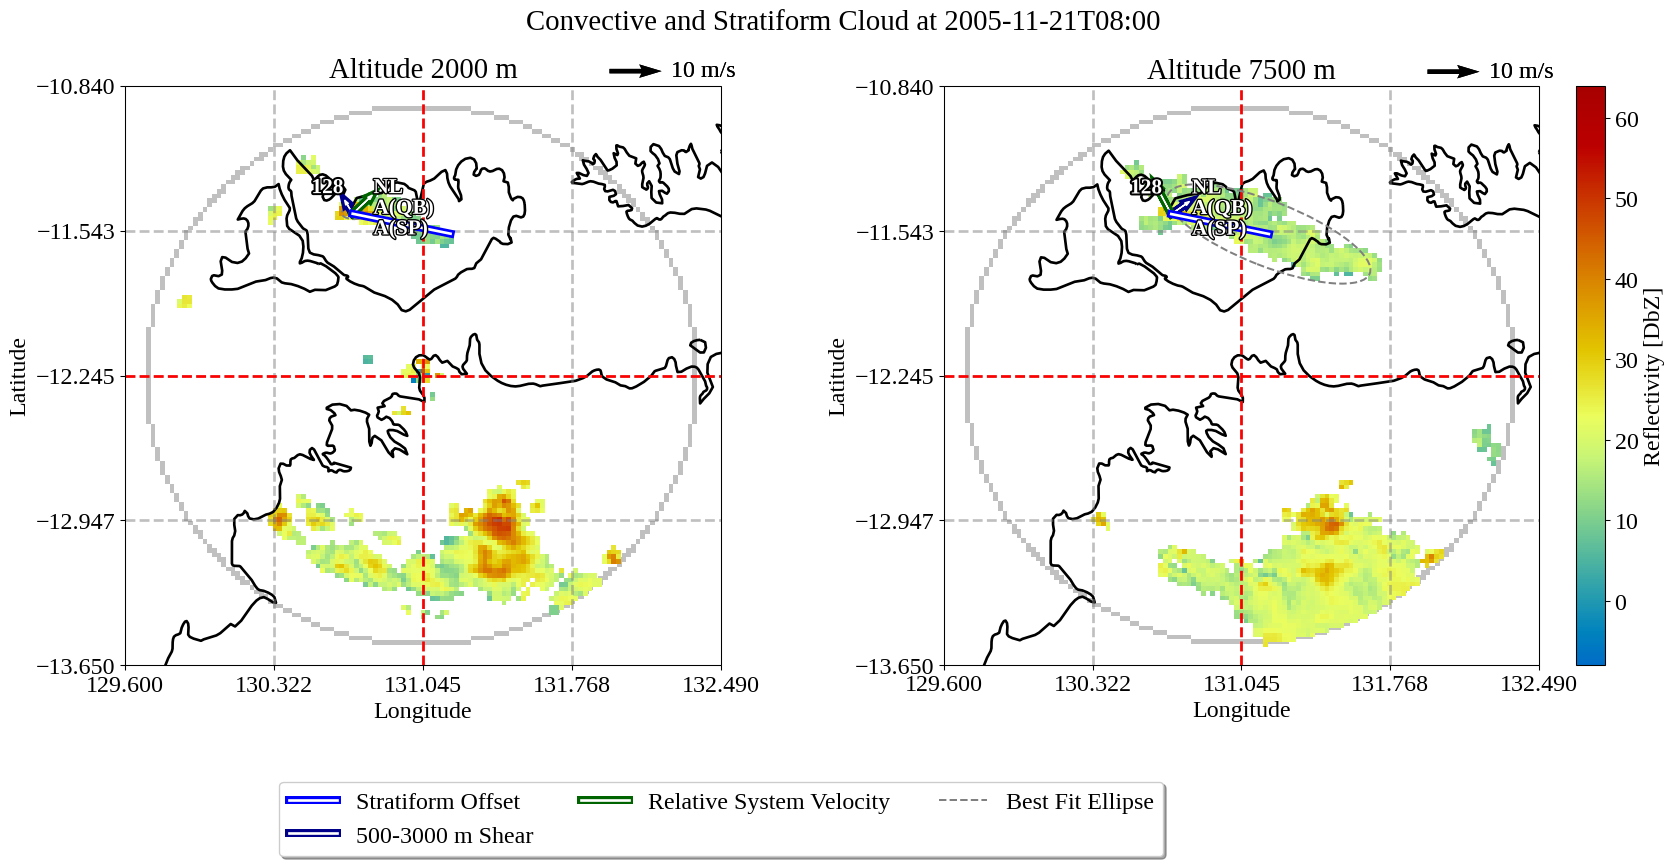 Convective and Stratiform Cloud at 2005-11-21T08:00
Altitude 2000 m
10 m/s
−10.840
−11.543
−12.245
−12.947
−13.650
129.600
130.322
131.045
131.768
132.490
Longitude
Latitude
128
NL
A(QB)
A(SP)
Altitude 7500 m
10 m/s
−10.840
−11.543
−12.245
−12.947
−13.650
129.600
130.322
131.045
131.768
132.490
Longitude
Latitude
128
NL
A(QB)
A(SP)
60
50
40
30
20
10
0
Reflectivity [DbZ]
Stratiform Offset
Relative System Velocity
Best Fit Ellipse
500-3000 m Shear